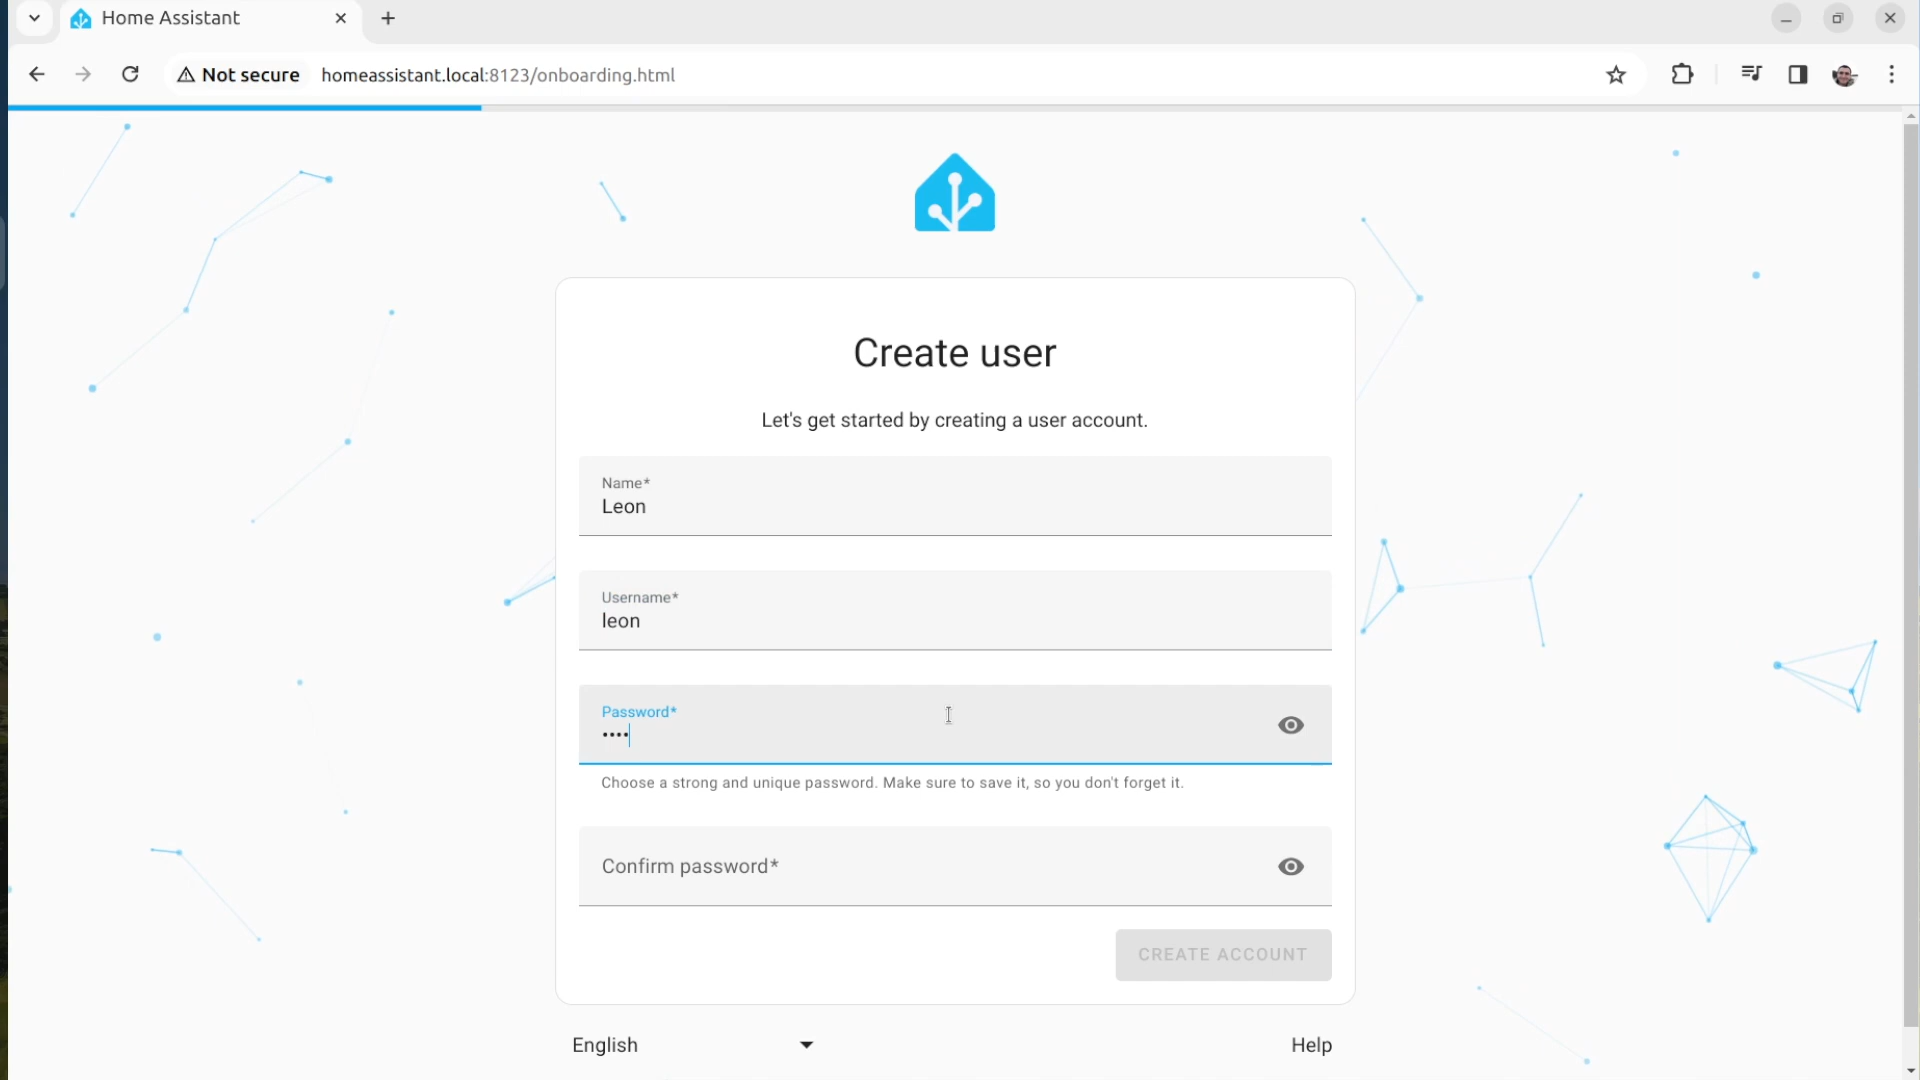 Home Assistant
Not secure homeassistant.local:8123/onboarding.html
Create user
Let's get started by creating a user account.
Name*
Leon
Username*
leon
Password*
••••
Choose a strong and unique password. Make sure to save it, so you don't forget it.
Confirm password*
CREATE ACCOUNT
English
Help